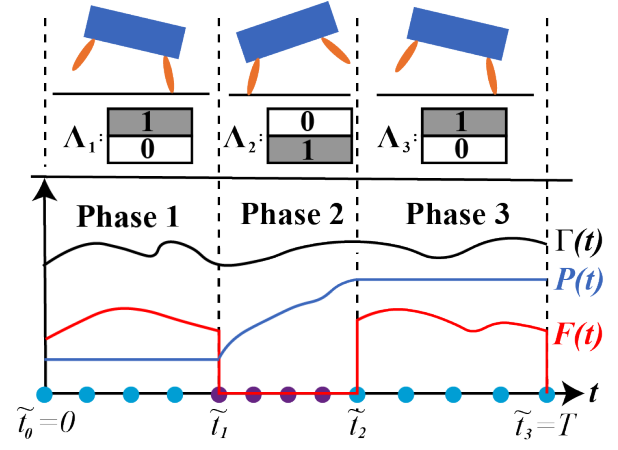 Λ₁: 1 0 Λ₂: 0 1 Λ₃: 1 0
Phase 1 Phase 2 Phase 3
Γ(t)
P(t)
F(t)
t
t̃₀=0 t̃₁ t̃₂ t̃₃=T